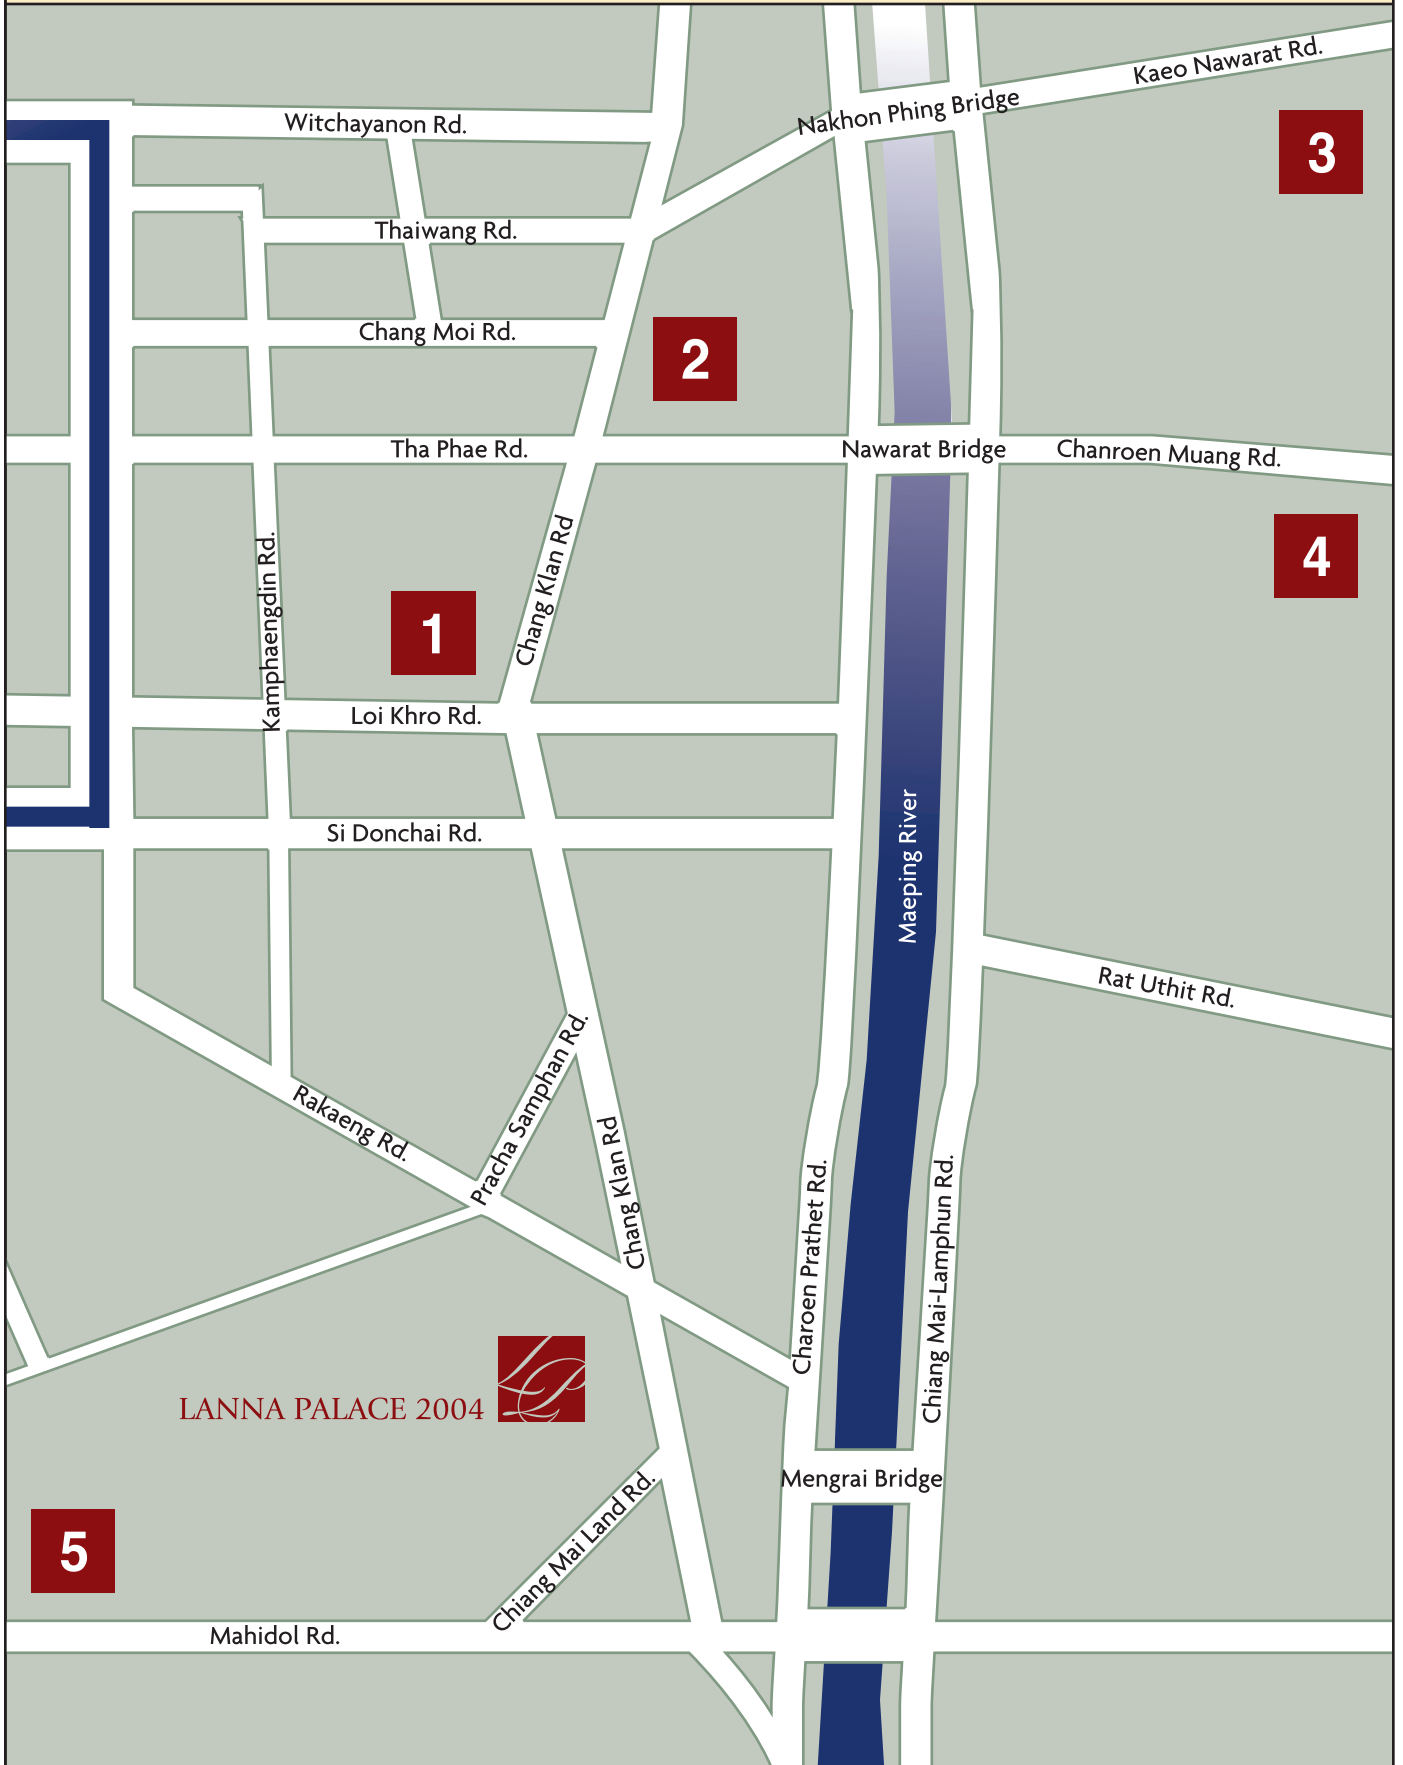 Kaeo Nawarat Rd.
Nakhon Phing Bridge
Witchayanon Rd.
3
Thaiwang Rd.
Chang Moi Rd.
2
Tha Phae Rd.
Nawarat Bridge
Chanroen Muang Rd.
4
Kamphaengdin Rd.
Chang Klan Rd
1
Loi Khro Rd.
Si Donchai Rd.
Maeping River
Rat Uthit Rd.
Rakaeng Rd.
Pracha Samphan Rd.
Chang Klan Rd
Charoen Prathet Rd.
Chiang Mai-Lamphun Rd.
LANNA PALACE 2004
LP
Mengrai Bridge
Chiang Mai Land Rd.
5
Mahidol Rd.